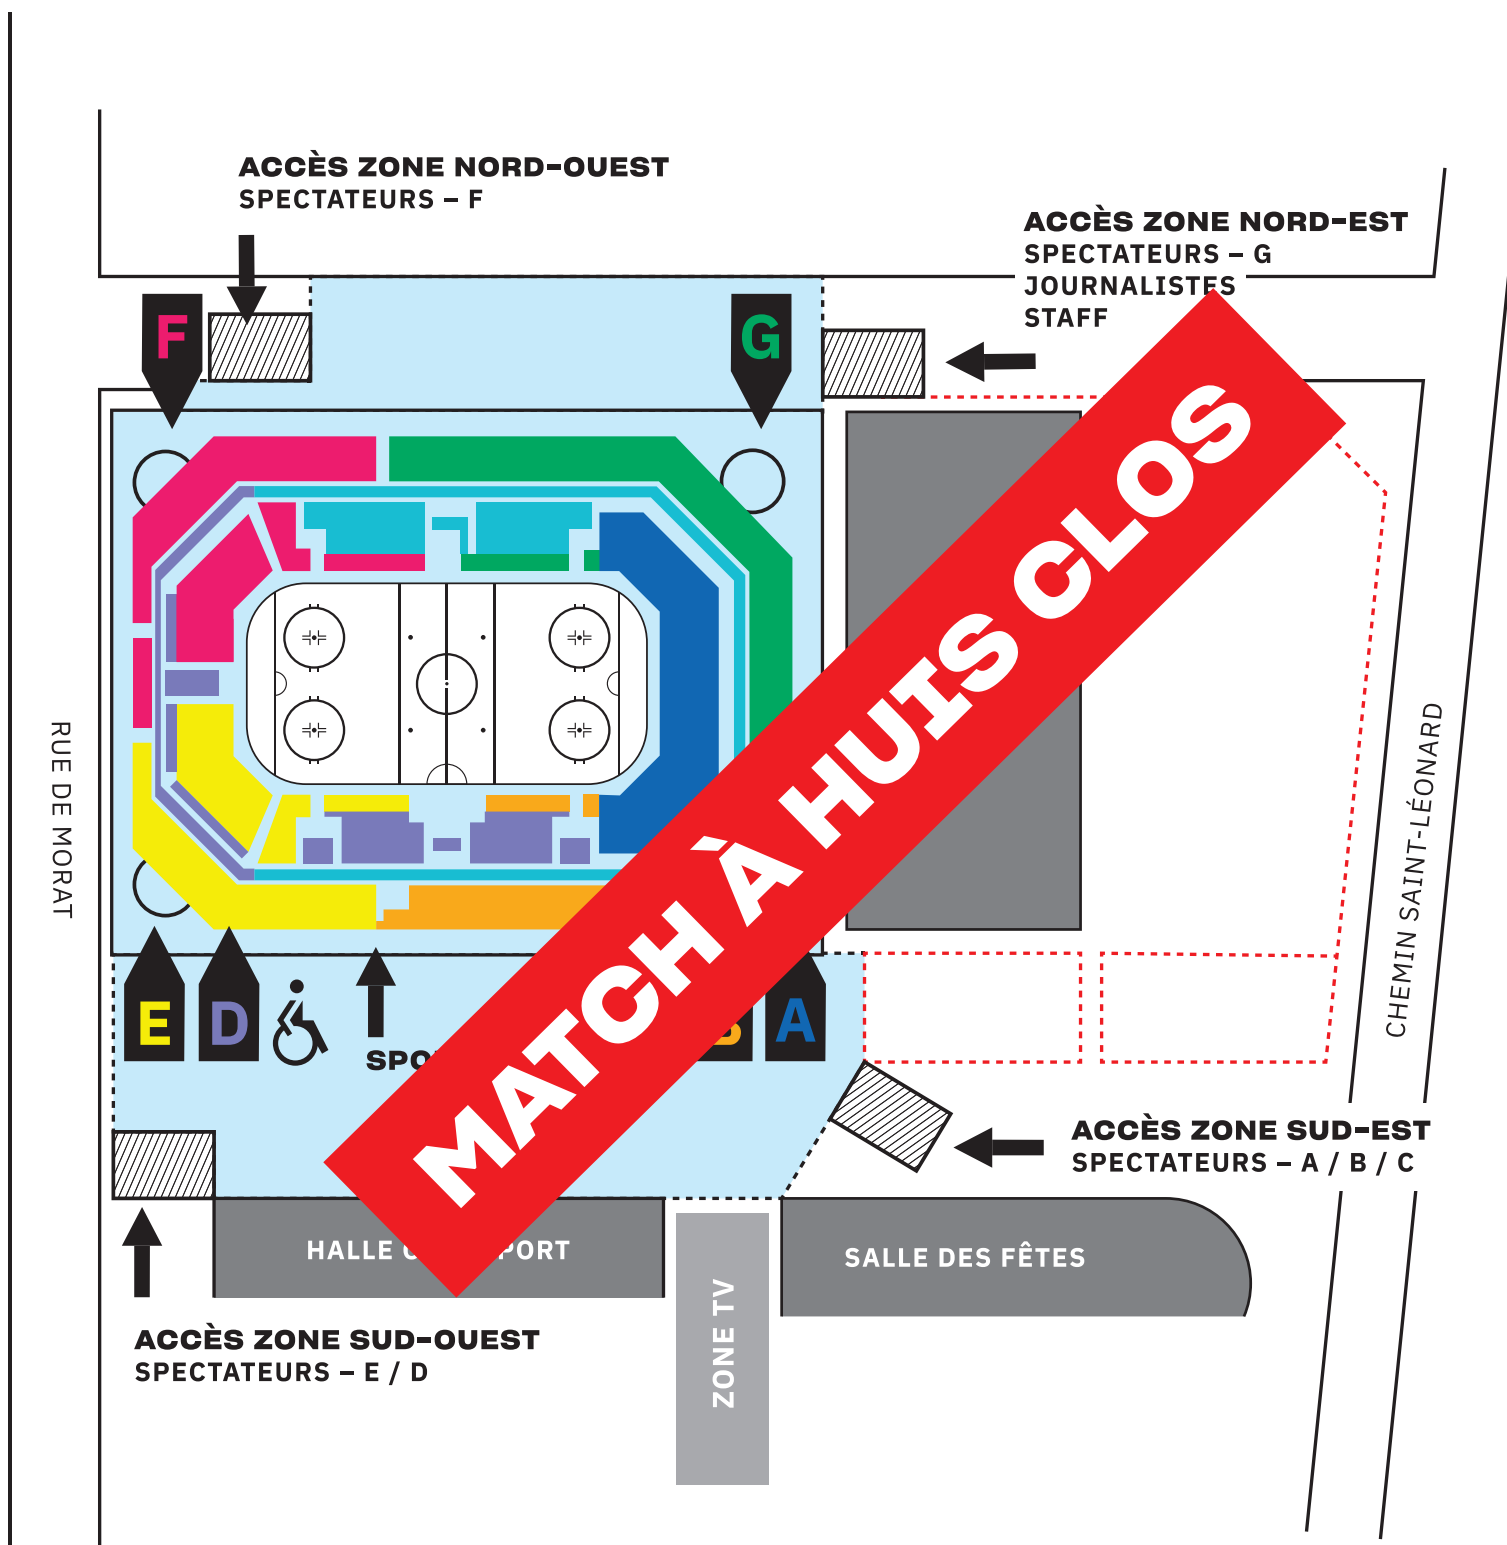 ACCÈS ZONE NORD-OUEST
SPECTATEURS – F
ACCÈS ZONE NORD-EST
SPECTATEURS – G
JOURNALISTES
STAFF
F
G
MATCH À HUIS CLOS
RUE DE MORAT
CHEMIN SAINT-LÉONARD
E
D
B
A
ACCÈS ZONE SUD-EST
SPECTATEURS – A / B / C
HALLE
SALLE DES FÊTES
ZONE TV
ACCÈS ZONE SUD-OUEST
SPECTATEURS – E / D